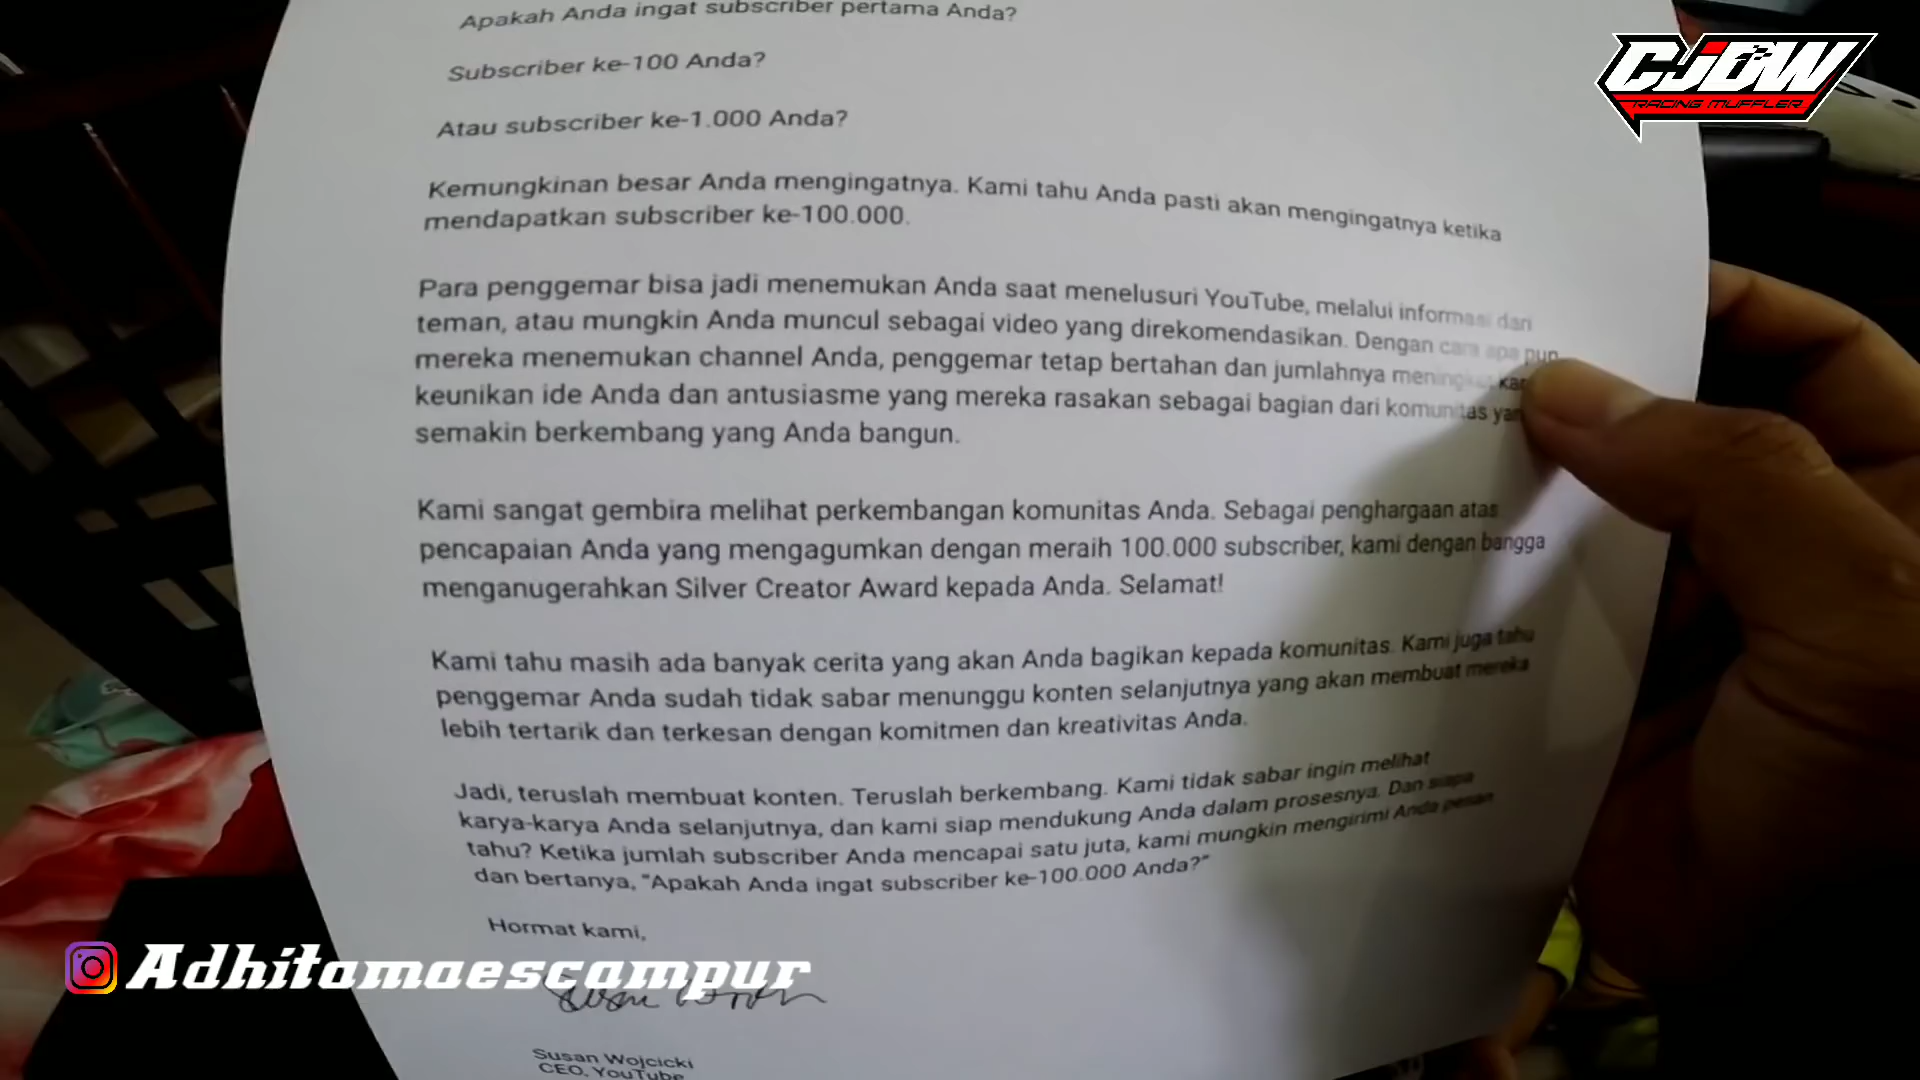 Apakah Anda ingat subscriber pertama Anda?
CJDW
RACING MUFFLER
Subscriber ke-100 Anda?
Atau subscriber ke-1.000 Anda?
Kemungkinan besar Anda mengingatnya. Kami tahu Anda pasti akan mengingatnya ketika
mendapatkan subscriber ke-100.000.
Para penggemar bisa jadi menemukan Anda saat menelusuri YouTube, melalui informasi dari
teman, atau mungkin Anda muncul sebagai video yang direkomendasikan. Dengan cara apa pun
mereka menemukan channel Anda, penggemar tetap bertahan dan jumlahnya meningkat
keunikan ide Anda dan antusiasme yang mereka rasakan sebagai bagian dari komunitas
semakin berkembang yang Anda bangun.
Kami sangat gembira melihat perkembangan komunitas Anda. Sebagai penghargaan atas
pencapaian Anda yang mengagumkan dengan meraih 100.000 subscriber, kami dengan bangga
menganugerahkan Silver Creator Award kepada Anda. Selamat!
Kami tahu masih ada banyak cerita yang akan Anda bagikan kepada komunitas. Kami juga tahu
penggemar Anda sudah tidak sabar menunggu konten selanjutnya yang akan membuat mereka
lebih tertarik dan terkesan dengan komitmen dan kreativitas Anda.
Jadi, teruslah membuat konten. Teruslah berkembang. Kami tidak sabar ingin melihat
karya-karya Anda selanjutnya, dan kami siap mendukung Anda dalam prosesnya. Dan siapa
tahu? Ketika jumlah subscriber Anda mencapai satu juta, kami mungkin mengirimi Anda pesan
dan bertanya, "Apakah Anda ingat subscriber ke-100.000 Anda?"
Hormat kami,
Adhitamaescampur
Susan Wojcicki
CEO, YouTube